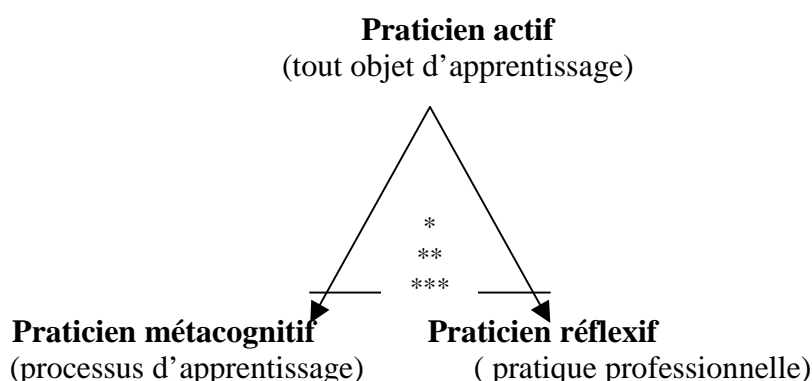 Praticien actif
(tout objet d’apprentissage)
*
**
***
Praticien métacognitif Praticien réflexif
(processus d’apprentissage) ( pratique professionnelle)